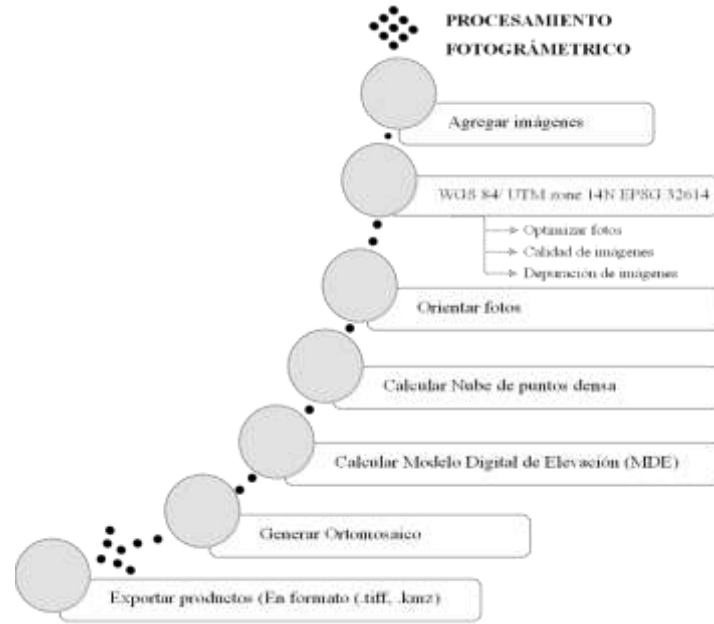 PROCESAMIENTO
FOTOGRÁMETRICO
Agregar imágenes
WGS 84/ UTM zone 14N EPSG 32614
Optimizar fotos
Calidad de imágenes
Depuración de imágenes
Orientar fotos
Calcular Nube de puntos densa
Calcular Modelo Digital de Elevación (MDE)
Generar Ortomosaico
Exportar productos (En formato (.tiff, .kmz)